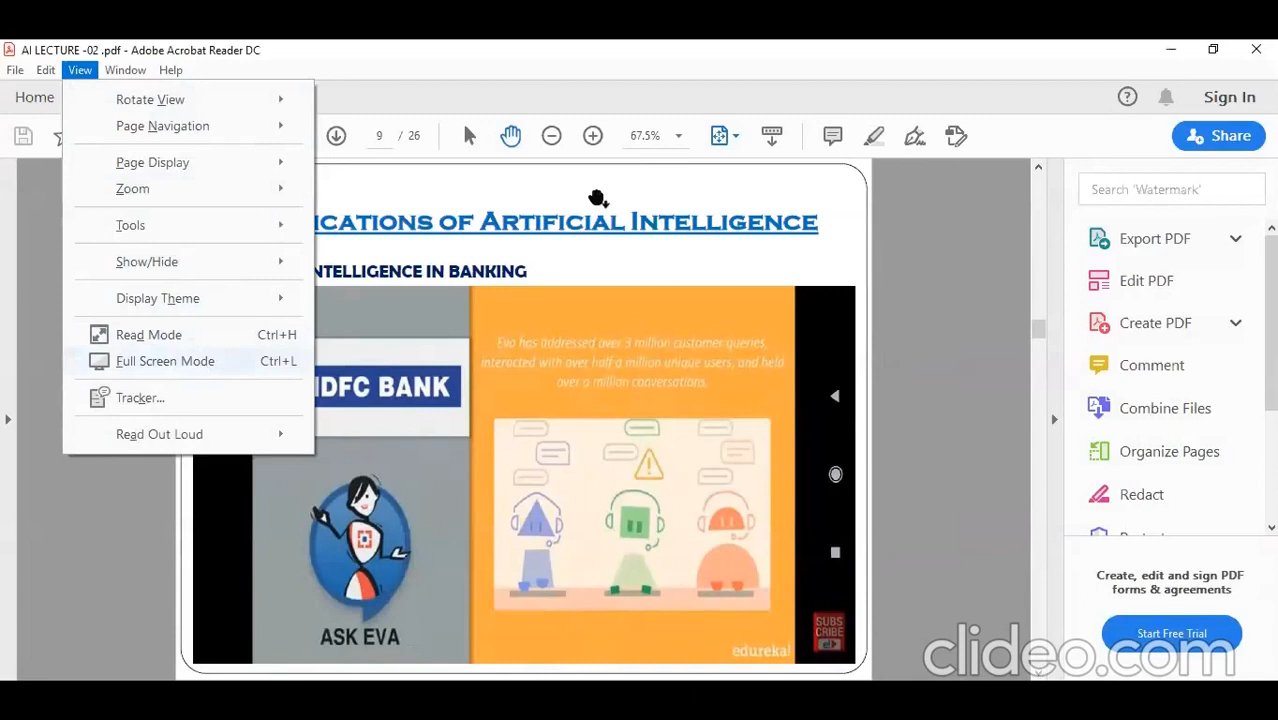 AI LECTURE -02 .pdf - Adobe Acrobat Reader DC
File Edit View Window Help
Home
Sign In
9 / 26
67.5%
Share
Rotate View
Page Navigation
Page Display
Zoom
Tools
Show/Hide
Display Theme
Read Mode Ctrl+H
Full Screen Mode Ctrl+L
Tracker...
Read Out Loud
ICATIONS OF ARTIFICIAL INTELLIGENCE
INTELLIGENCE IN BANKING
Eva has addressed over 3 million customer queries,
interacted with over half a million unique users, and held
over a million conversations.
HDFC BANK
ASK EVA
SUBS
CRIBE
edureka!
Search 'Watermark'
Export PDF
Edit PDF
Create PDF
Comment
Combine Files
Organize Pages
Redact
Create, edit and sign PDF
forms & agreements
Start Free Trial
clideo.com